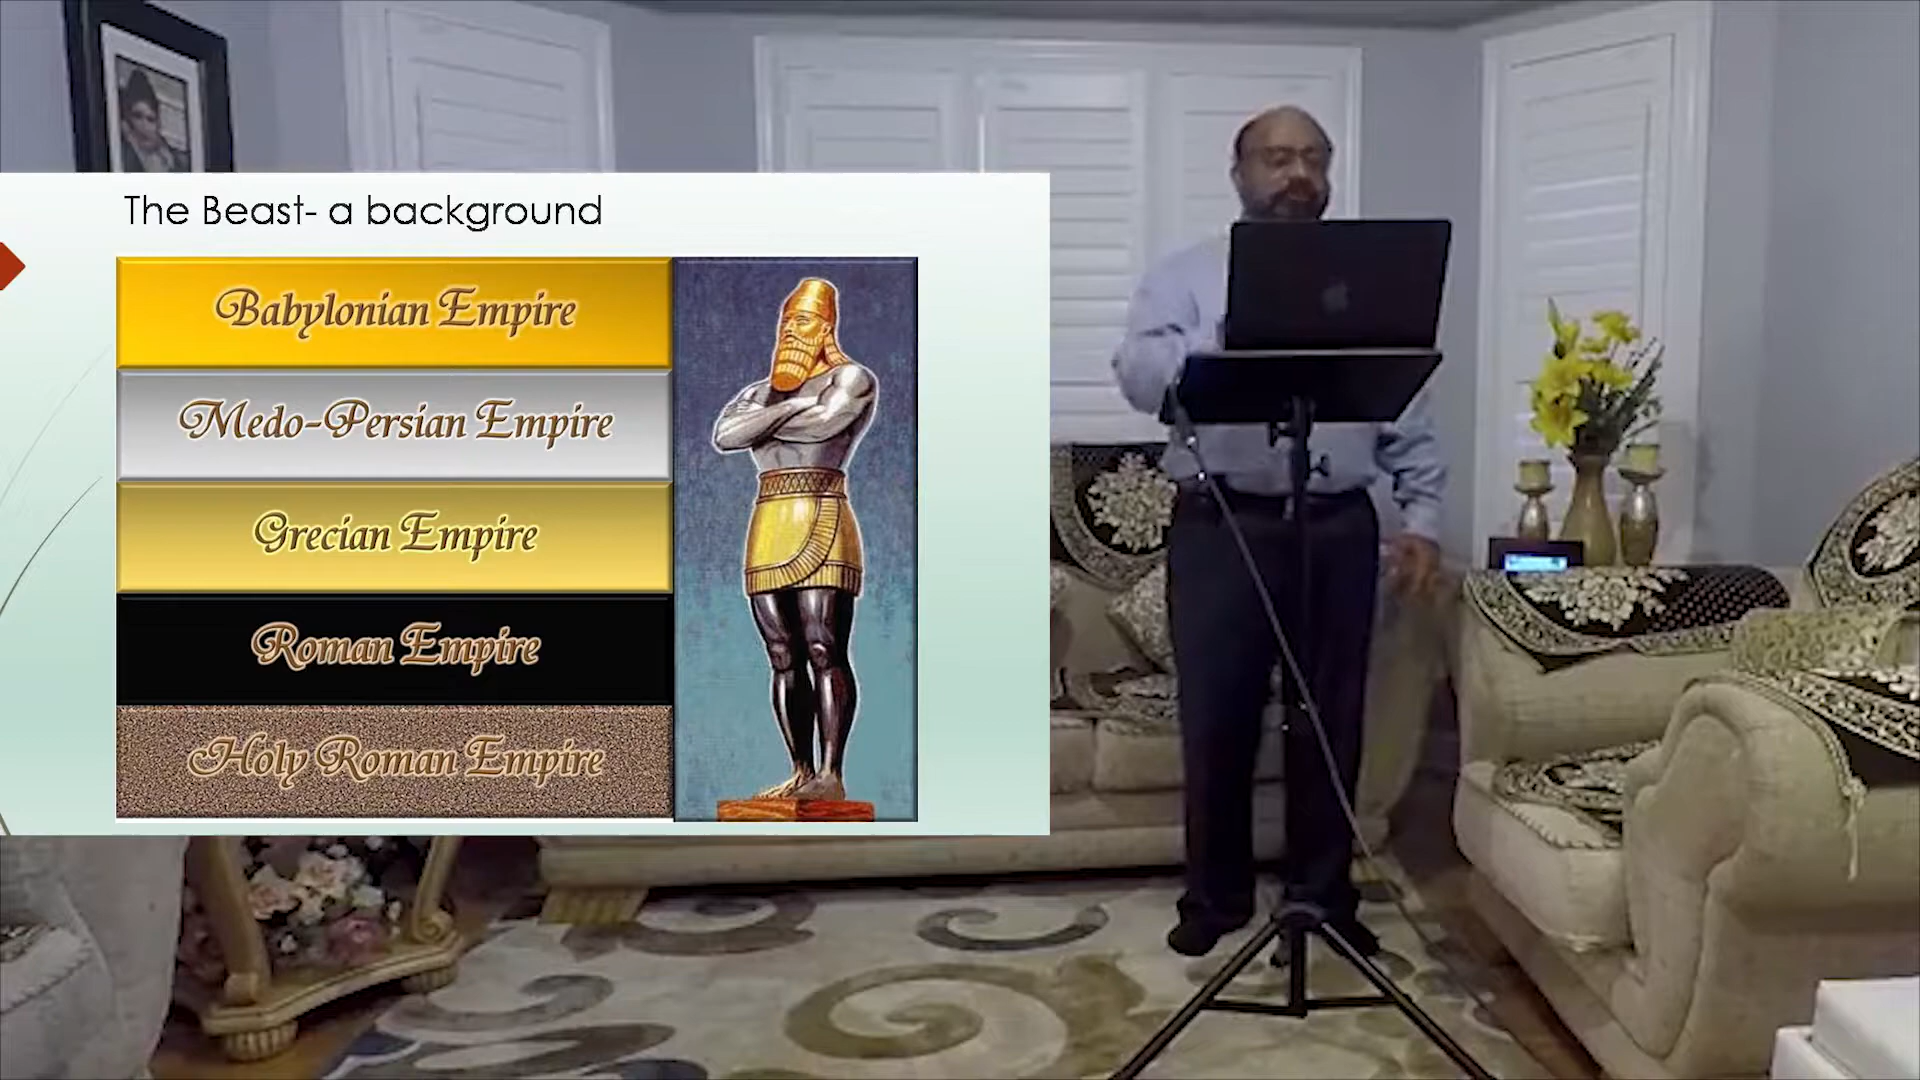 The Beast- a background
Babylonian Empire
Medo-Persian Empire
Grecian Empire
Roman Empire
Holy Roman Empire